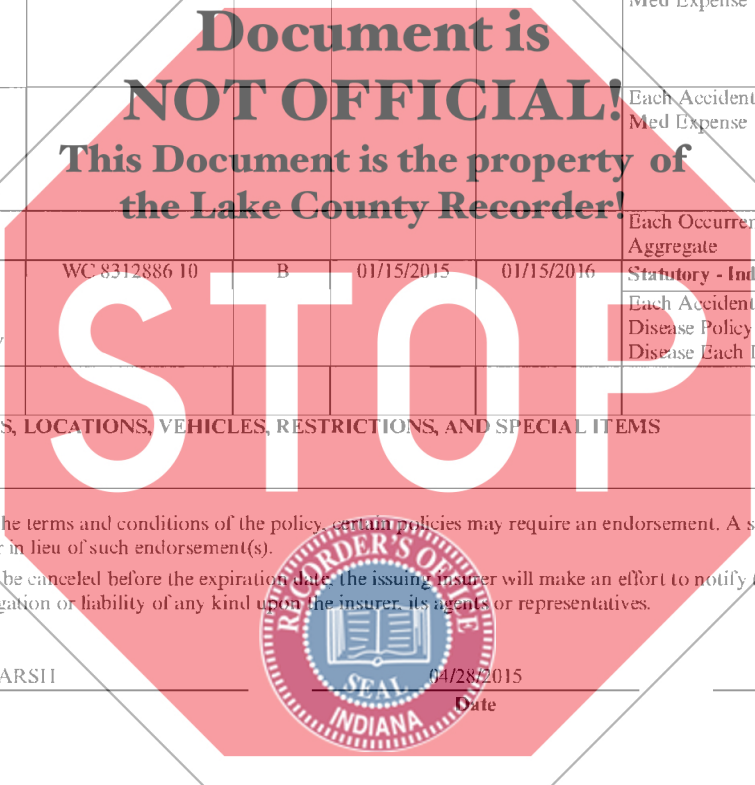 Med Expense
Document is
NOT OFFICIAL!
Each Accident
Med Expense
This Document is the property of
the Lake County Recorder!
Each Occurren
Aggregate
WC 8312886 10 B 01/15/2015 01/15/2016 Statutory - Ind
Each Accident
Disease Policy
Disease Each
STOP
S, LOCATIONS, VEHICLES, RESTRICTIONS, AND SPECIAL ITEMS
he terms and conditions of the policy, certain policies may require an endorsement. A s
r in lieu of such endorsement(s).
be canceled before the expiration date, the issuing insurer will make an effort to notify
gation or liability of any kind upon the insurer, its agents or representatives.
RECORDER'S OFFICE
SEAL
INDIANA
ARSH 04/28/2015
Date